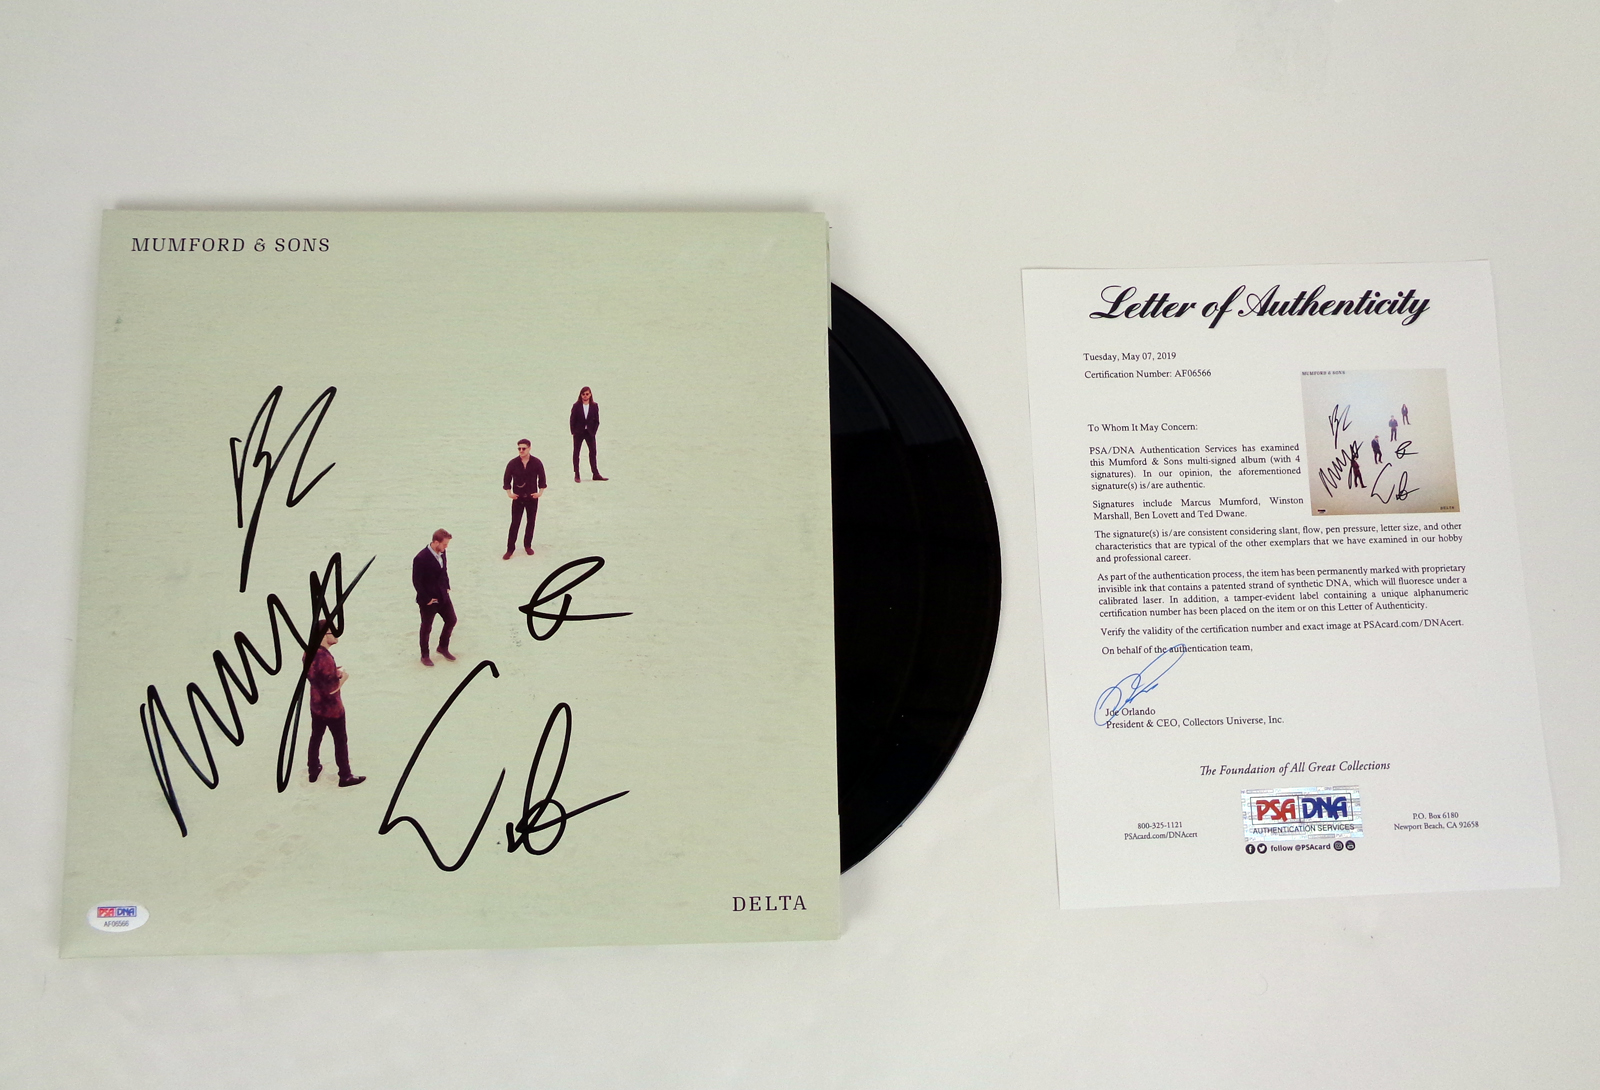 MUMFORD & SONS
DELTA
PSA DNA
AF06566
Letter of Authenticity
Tuesday, May 07, 2019
Certification Number: AF06566
MUMFORD & SONS
DELTA
To Whom It May Concern:
PSA/DNA Authentication Services has examined
this Mumford & Sons multi-signed album (with 4
signatures). In our opinion, the aforementioned
signature(s) is/are authentic.
Signatures include Marcus Mumford, Winston
Marshall, Ben Lovett and Ted Dwane.
The signature(s) is/are consistent considering slant, flow, pen pressure, letter size, and other
characteristics that are typical of the other exemplars that we have examined in our hobby
and professional career.
As part of the authentication process, the item has been permanently marked with proprietary
invisible ink that contains a patented strand of synthetic DNA, which will fluoresce under a
calibrated laser. In addition, a tamper-evident label containing a unique alphanumeric
certification number has been placed on the item or on this Letter of Authenticity.
Verify the validity of the certification number and exact image at PSAcard.com/DNAcert.
On behalf of the authentication team,
Joe Orlando
President & CEO, Collectors Universe, Inc.
The Foundation of All Great Collections
800-325-1121
PSAcard.com/DNAcert
PSA DNA
AUTHENTICATION SERVICES
follow @PSAcard
P.O. Box 6180
Newport Beach, CA 92658